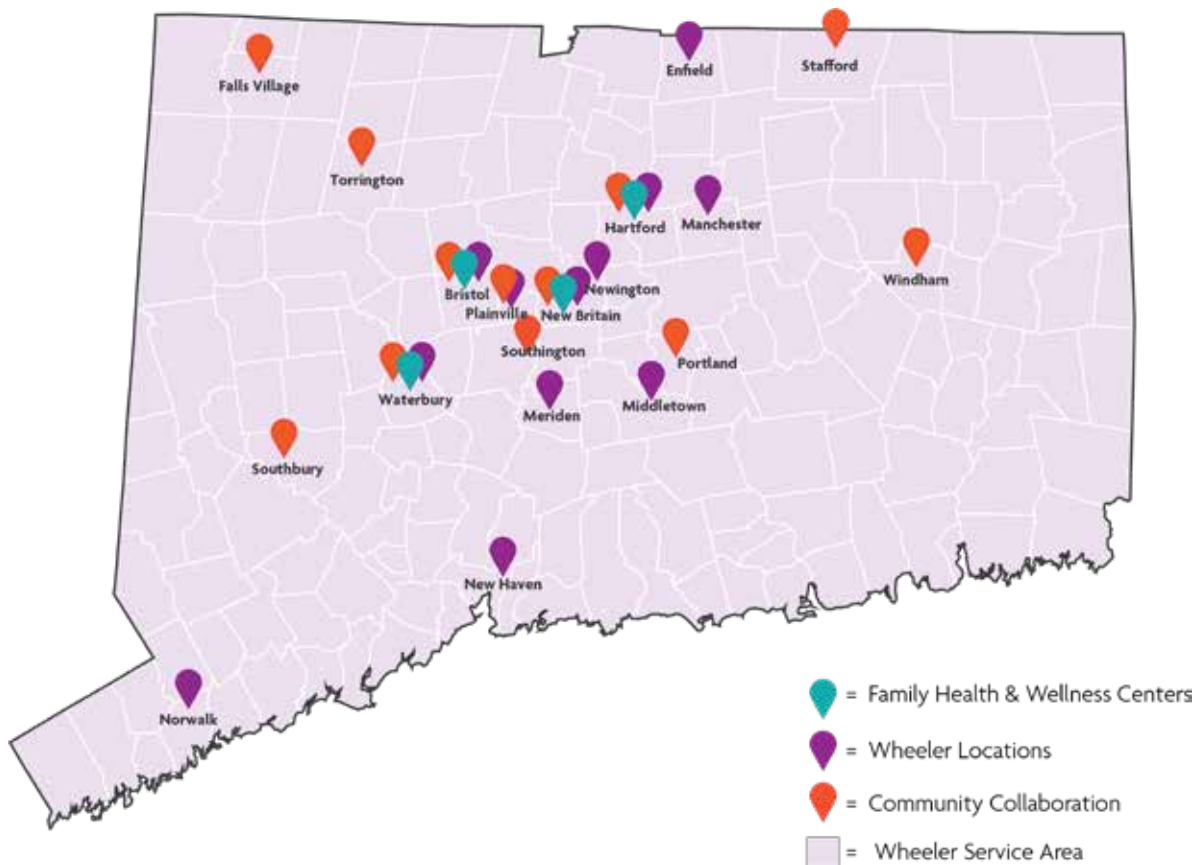 Enfield
Stafford
Falls Village
Torrington
Hartford
Manchester
Windham
Bristol
Newington
Plainville
New Britain
Southington
Portland
Waterbury
Meriden
Middletown
Southbury
New Haven
Norwalk
= Family Health & Wellness Centers
= Wheeler Locations
= Community Collaboration
= Wheeler Service Area